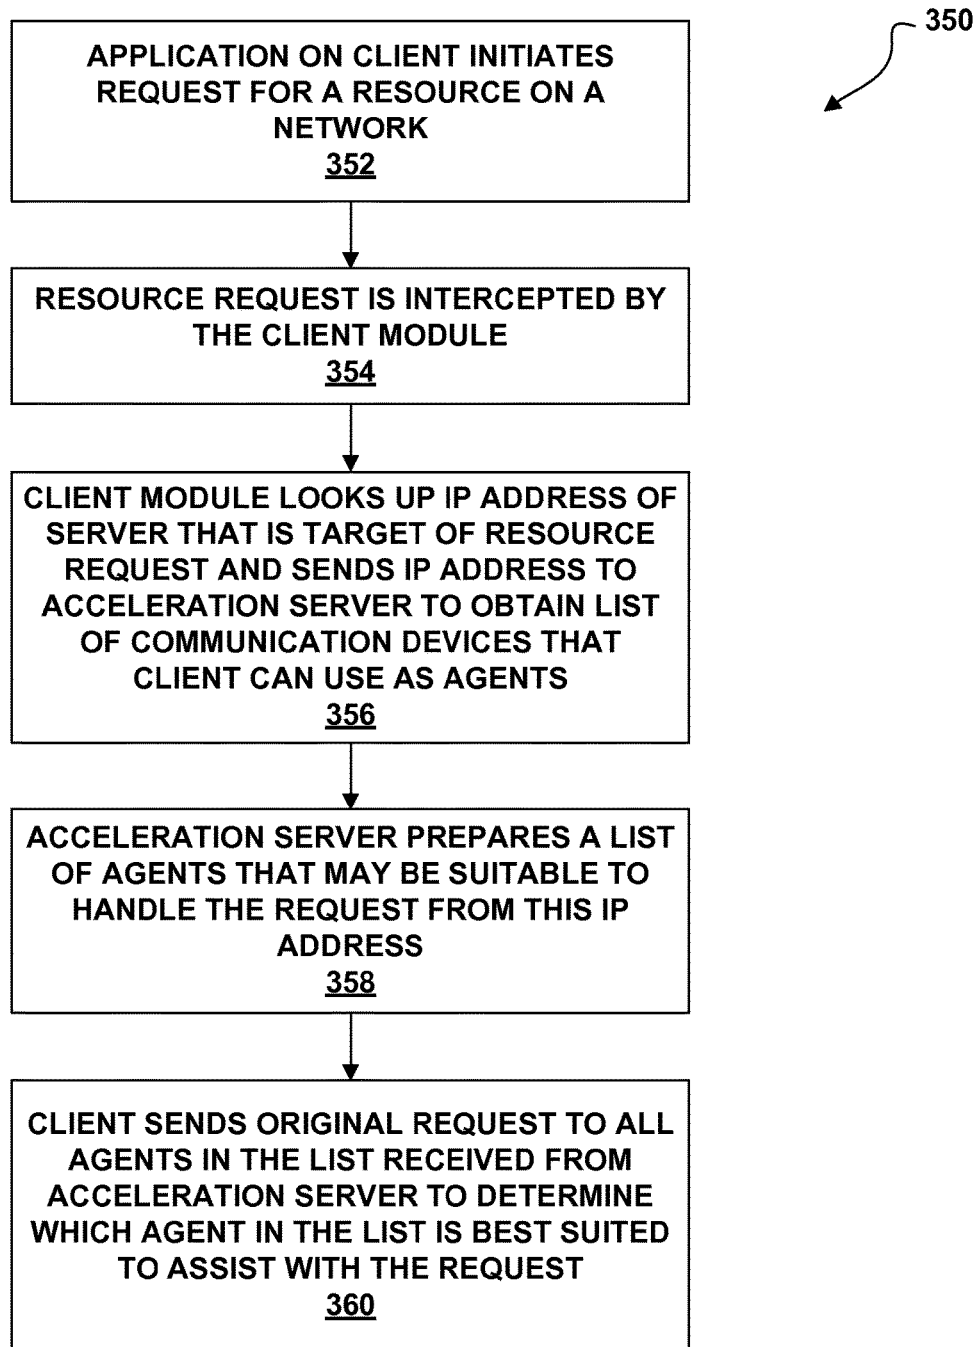 350
APPLICATION ON CLIENT INITIATES
REQUEST FOR A RESOURCE ON A
NETWORK
352
RESOURCE REQUEST IS INTERCEPTED BY
THE CLIENT MODULE
354
CLIENT MODULE LOOKS UP IP ADDRESS OF
SERVER THAT IS TARGET OF RESOURCE
REQUEST AND SENDS IP ADDRESS TO
ACCELERATION SERVER TO OBTAIN LIST
OF COMMUNICATION DEVICES THAT
CLIENT CAN USE AS AGENTS
356
ACCELERATION SERVER PREPARES A LIST
OF AGENTS THAT MAY BE SUITABLE TO
HANDLE THE REQUEST FROM THIS IP
ADDRESS
358
CLIENT SENDS ORIGINAL REQUEST TO ALL
AGENTS IN THE LIST RECEIVED FROM
ACCELERATION SERVER TO DETERMINE
WHICH AGENT IN THE LIST IS BEST SUITED
TO ASSIST WITH THE REQUEST
360